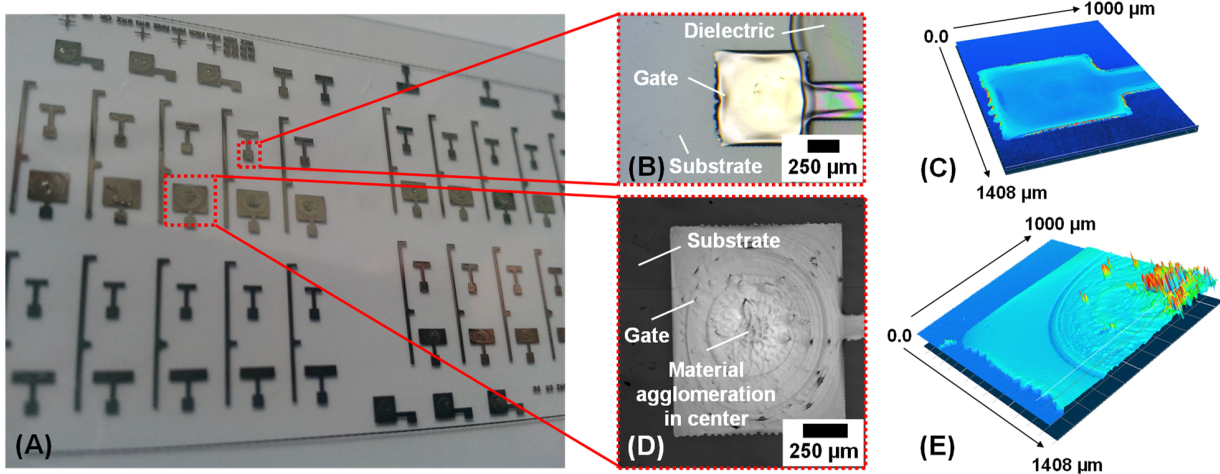 (A)
Dielectric
Gate
Substrate
(B)
250 µm
1000 µm
0.0
(C)
1408 µm
Substrate
Gate
Material
agglomeration
in center
(D)
250 µm
1000 µm
0.0
(E)
1408 µm